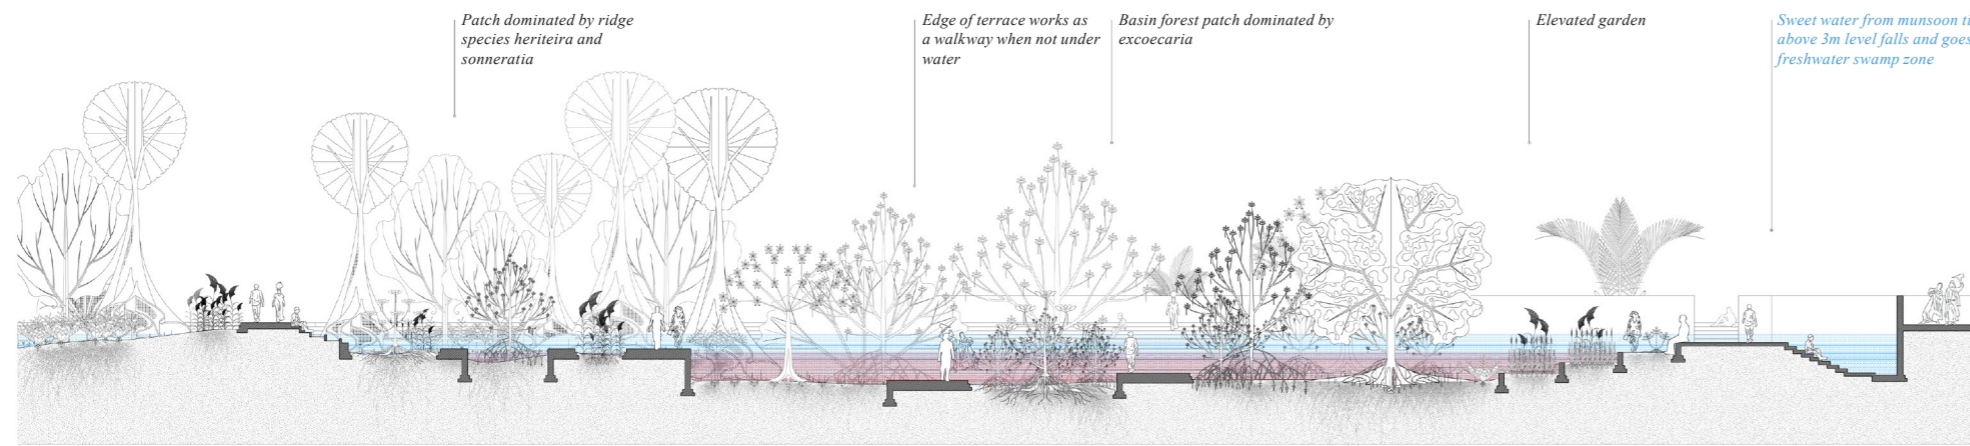 Patch dominated by ridge
species heriteira and
sonneratia
Edge of terrace works as
a walkway when not under
water
Basin forest patch dominated by
excoecaria
Elevated garden
Sweet water from munsoon
above 3m level falls and goes
freshwater swamp zone